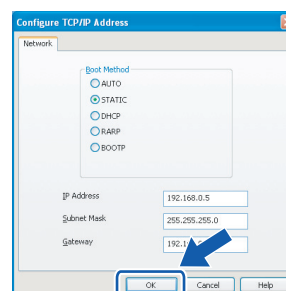 Configure TCP/IP Address
Network
Boot Method
AUTO
STATIC
DHCP
RARP
BOOTP
IP Address 192.168.0.5
Subnet Mask 255.255.255.0
Gateway
OK Cancel Help